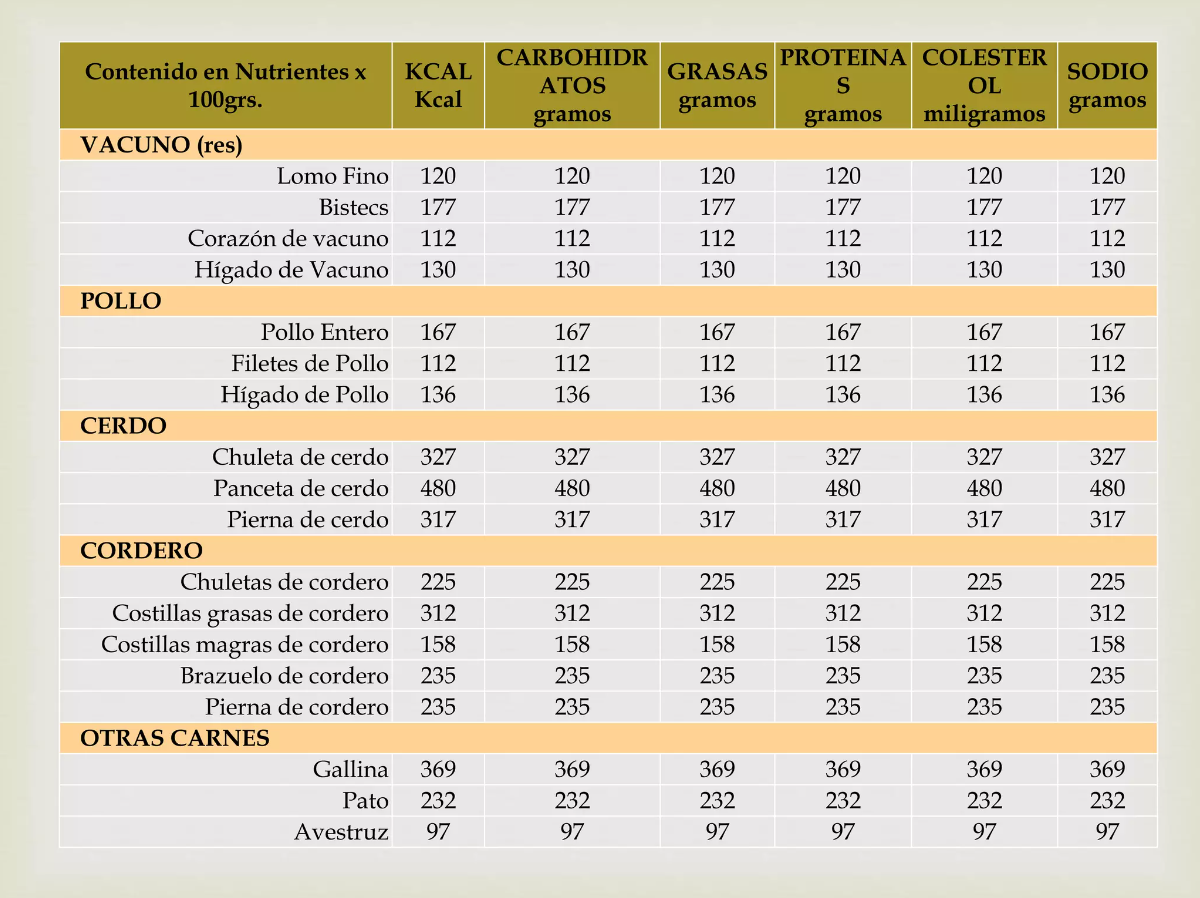 Contenido en Nutrientes x 100grs. KCAL Kcal CARBOHIDRATOS gramos GRASAS gramos PROTEINAS gramos COLESTEROL miligramos SODIO gramos
VACUNO (res)
Lomo Fino 120 120 120 120 120 120
Bistecs 177 177 177 177 177 177
Corazón de vacuno 112 112 112 112 112 112
Hígado de Vacuno 130 130 130 130 130 130
POLLO
Pollo Entero 167 167 167 167 167 167
Filetes de Pollo 112 112 112 112 112 112
Hígado de Pollo 136 136 136 136 136 136
CERDO
Chuleta de cerdo 327 327 327 327 327 327
Panceta de cerdo 480 480 480 480 480 480
Pierna de cerdo 317 317 317 317 317 317
CORDERO
Chuletas de cordero 225 225 225 225 225 225
Costillas grasas de cordero 312 312 312 312 312 312
Costillas magras de cordero 158 158 158 158 158 158
Brazuelo de cordero 235 235 235 235 235 235
Pierna de cordero 235 235 235 235 235 235
OTRAS CARNES
Gallina 369 369 369 369 369 369
Pato 232 232 232 232 232 232
Avestruz 97 97 97 97 97 97